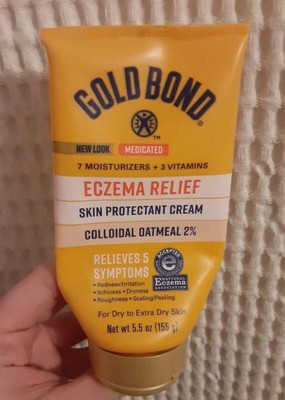 GOLD BOND®
™
NEW LOOK MEDICATED
7 MOISTURIZERS + 3 VITAMINS
ECZEMA RELIEF
SKIN PROTECTANT CREAM
COLLOIDAL OATMEAL 2%
RELIEVES 5
SYMPTOMS
• Redness/Irritation
• Itchiness • Dryness
• Roughness • Scaling/Peeling
ACCEPTED
e
NATIONAL
Eczema
ASSOCIATION
For Dry to Extra Dry Skin
Net wt 5.5 oz (155 g)